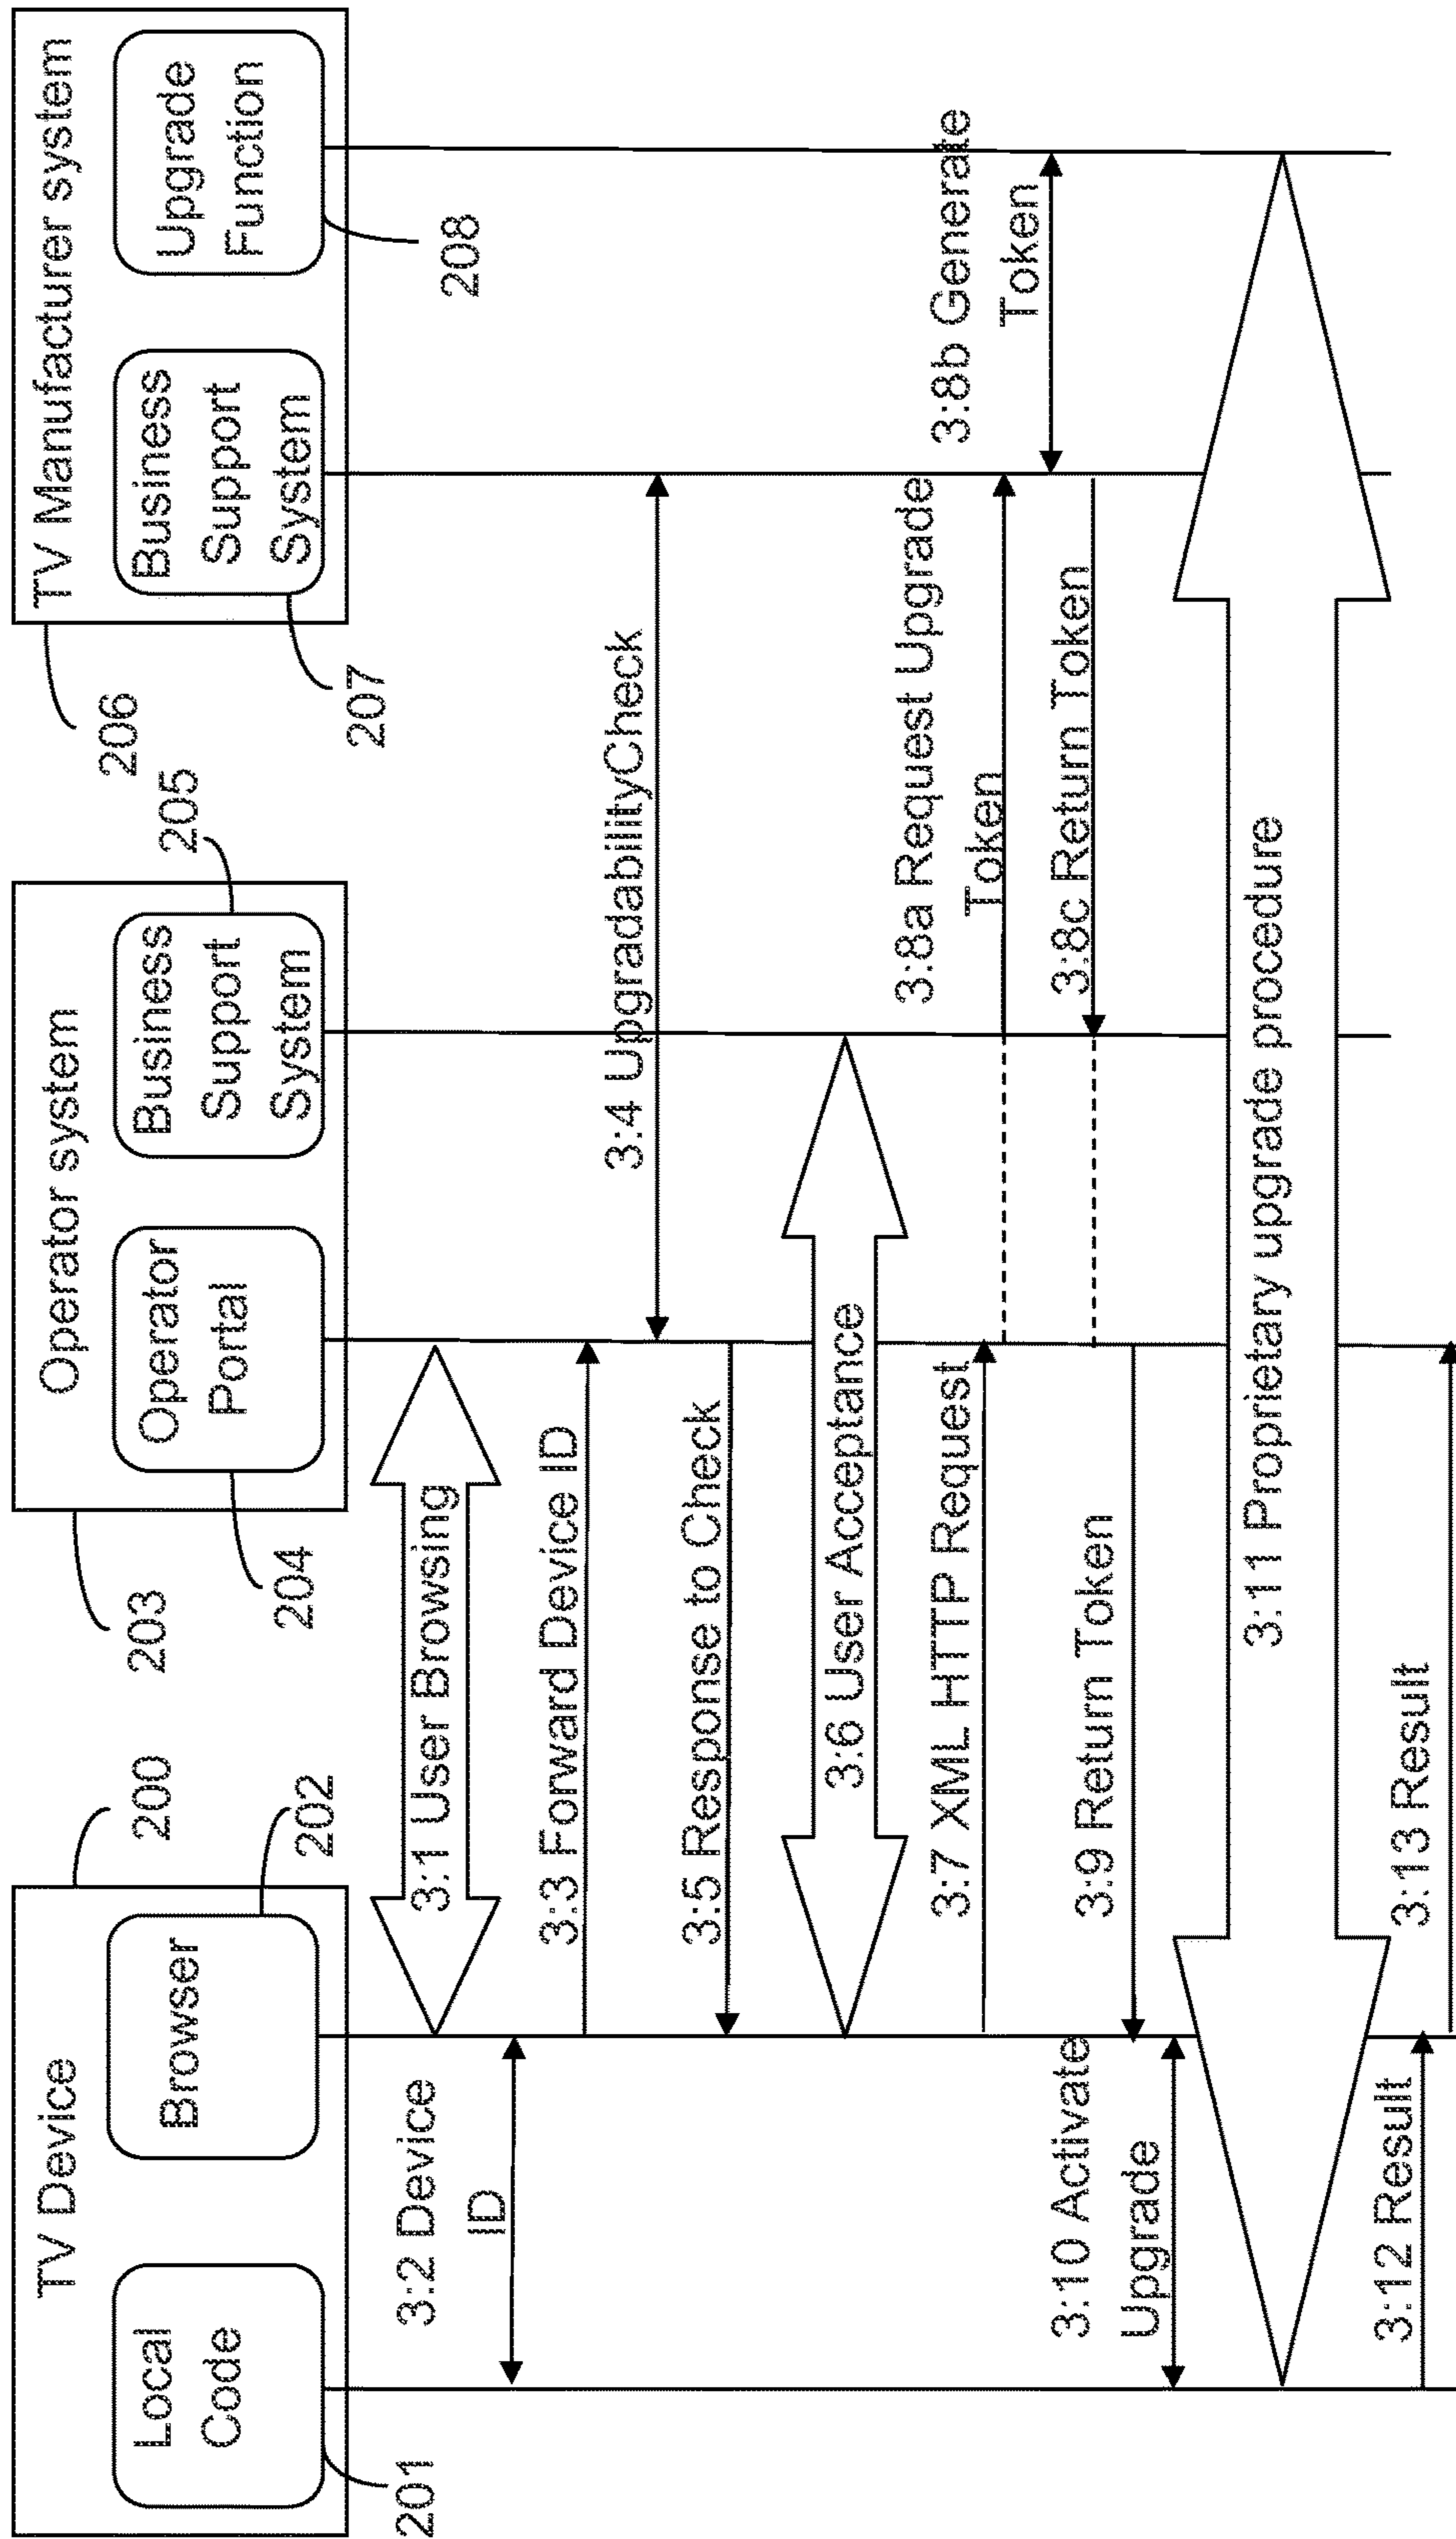 TV Device
Operator system
TV Manufacturer system
Local
Code
Browser
Operator
Portal
Business
Support
System
Business
Support
System
Upgrade
Function
200
201
202
203
204
205
206
207
208
3:1 User Browsing
3:2 Device
ID
3:3 Forward Device ID
3:4 UpgradabilityCheck
3:5 Response to Check
3:6 User Acceptance
3:7 XML HTTP Request
3:8a Request Upgrade
Token
3:8b Generate
Token
3:8c Return Token
3:9 Return Token
3:10 Activate
Upgrade
3:11 Proprietary upgrade procedure
3:12 Result
3:13 Result